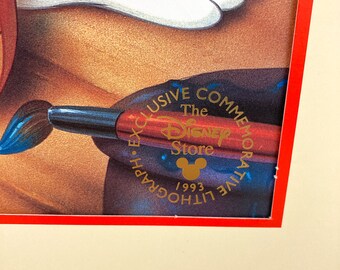 EXCLUSIVE COMMEMORATIVE LITHOGRAPH
The
Disney
Store
1993